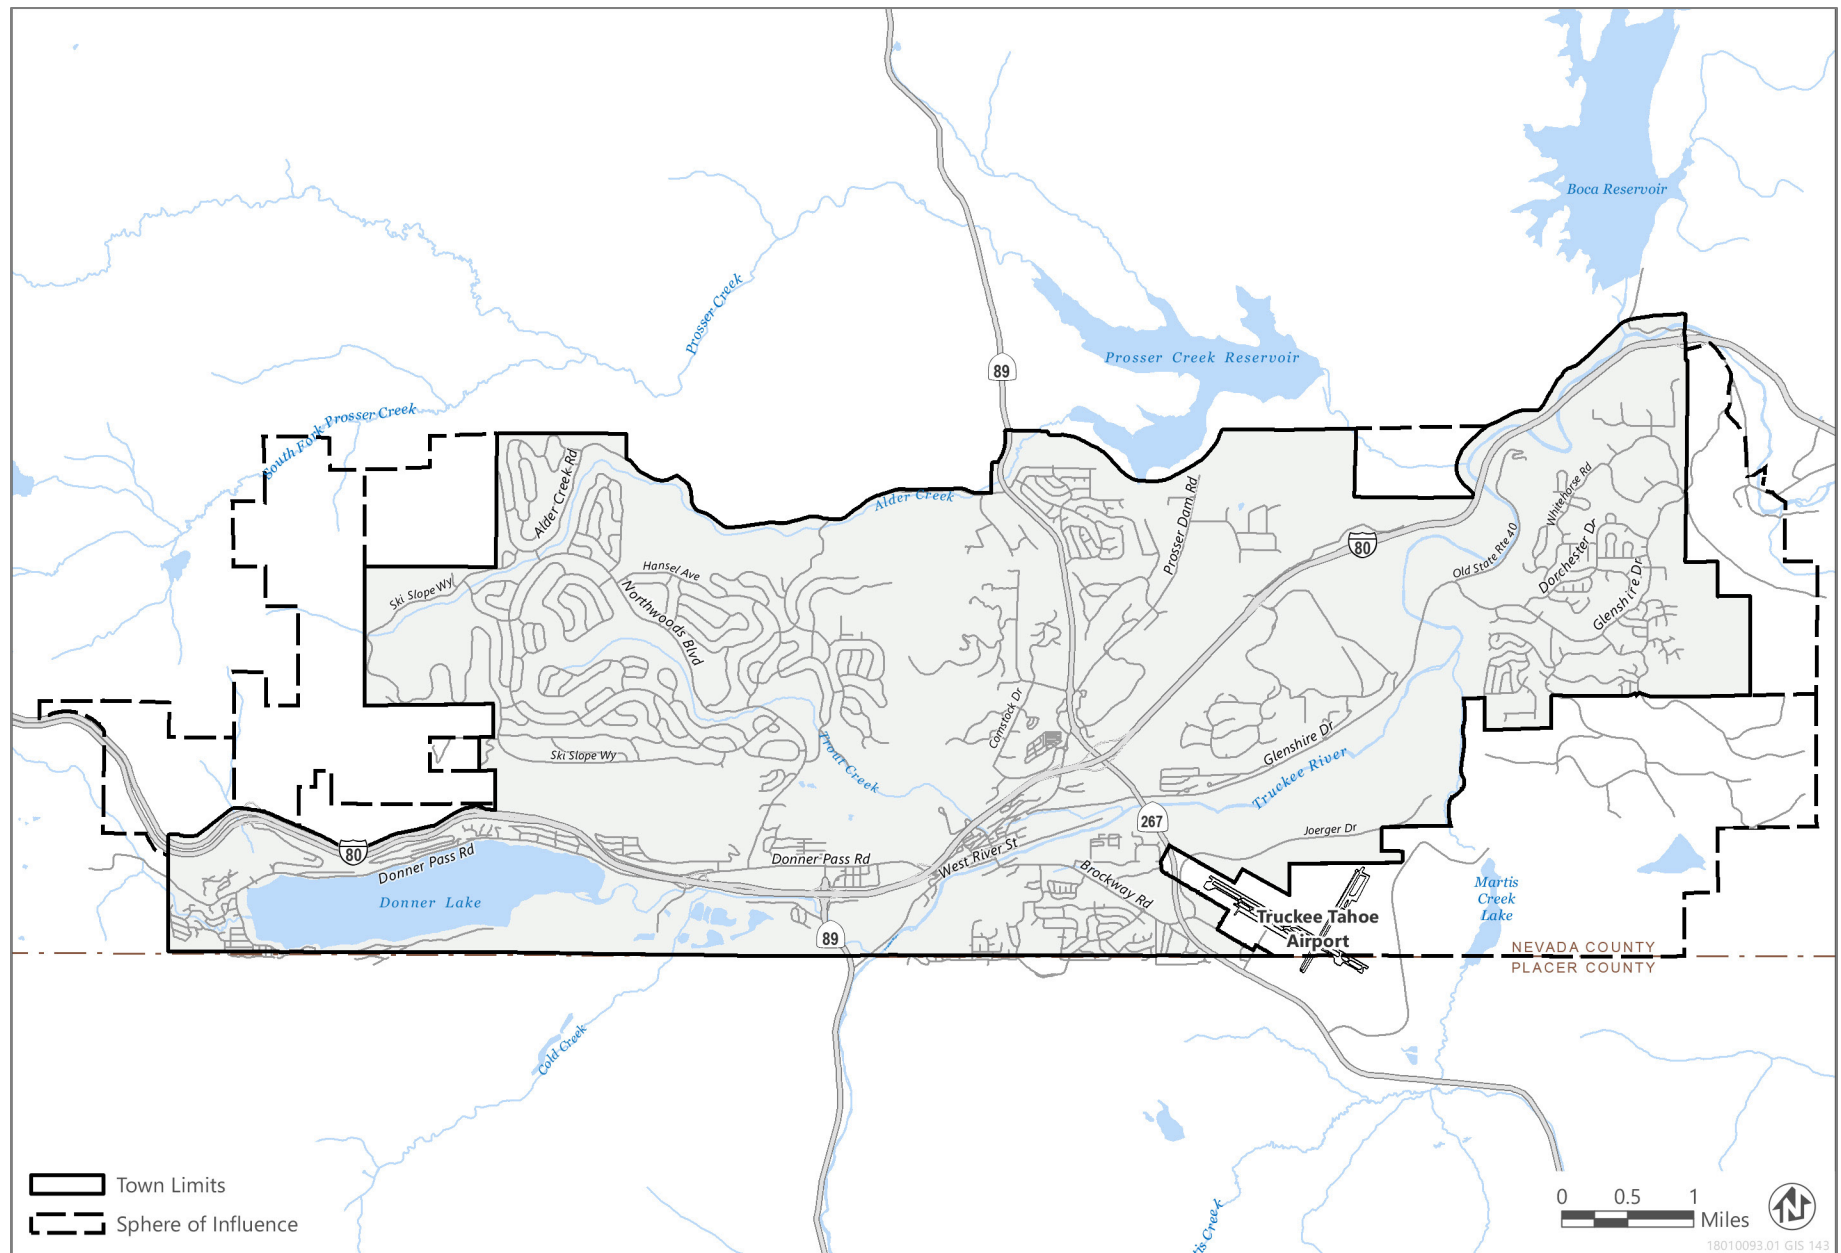 Boca Reservoir
Prosser Creek
Prosser Creek Reservoir
89
South Fork Prosser Creek
Alder Creek Rd
Alder Creek
Prosser Dam Rd
Whitehorse Rd
Old State Rte 40
Dorchester Dr
Glenshire Dr
80
Ski Slope Wy
Hansel Ave
Northwoods Blvd
Comstock Dr
Ski Slope Wy
Trout Creek
Glenshire Dr
Truckee River
267
Joerger Dr
80
Donner Pass Rd
Donner Pass Rd
West River St
Brockway Rd
Donner Lake
89
Truckee Tahoe
Airport
Martis
Creek
Lake
NEVADA COUNTY
PLACER COUNTY
Cold Creek
tis Creek
Town Limits
Sphere of Influence
0 0.5 1
Miles
N
18010093.01 GIS 143